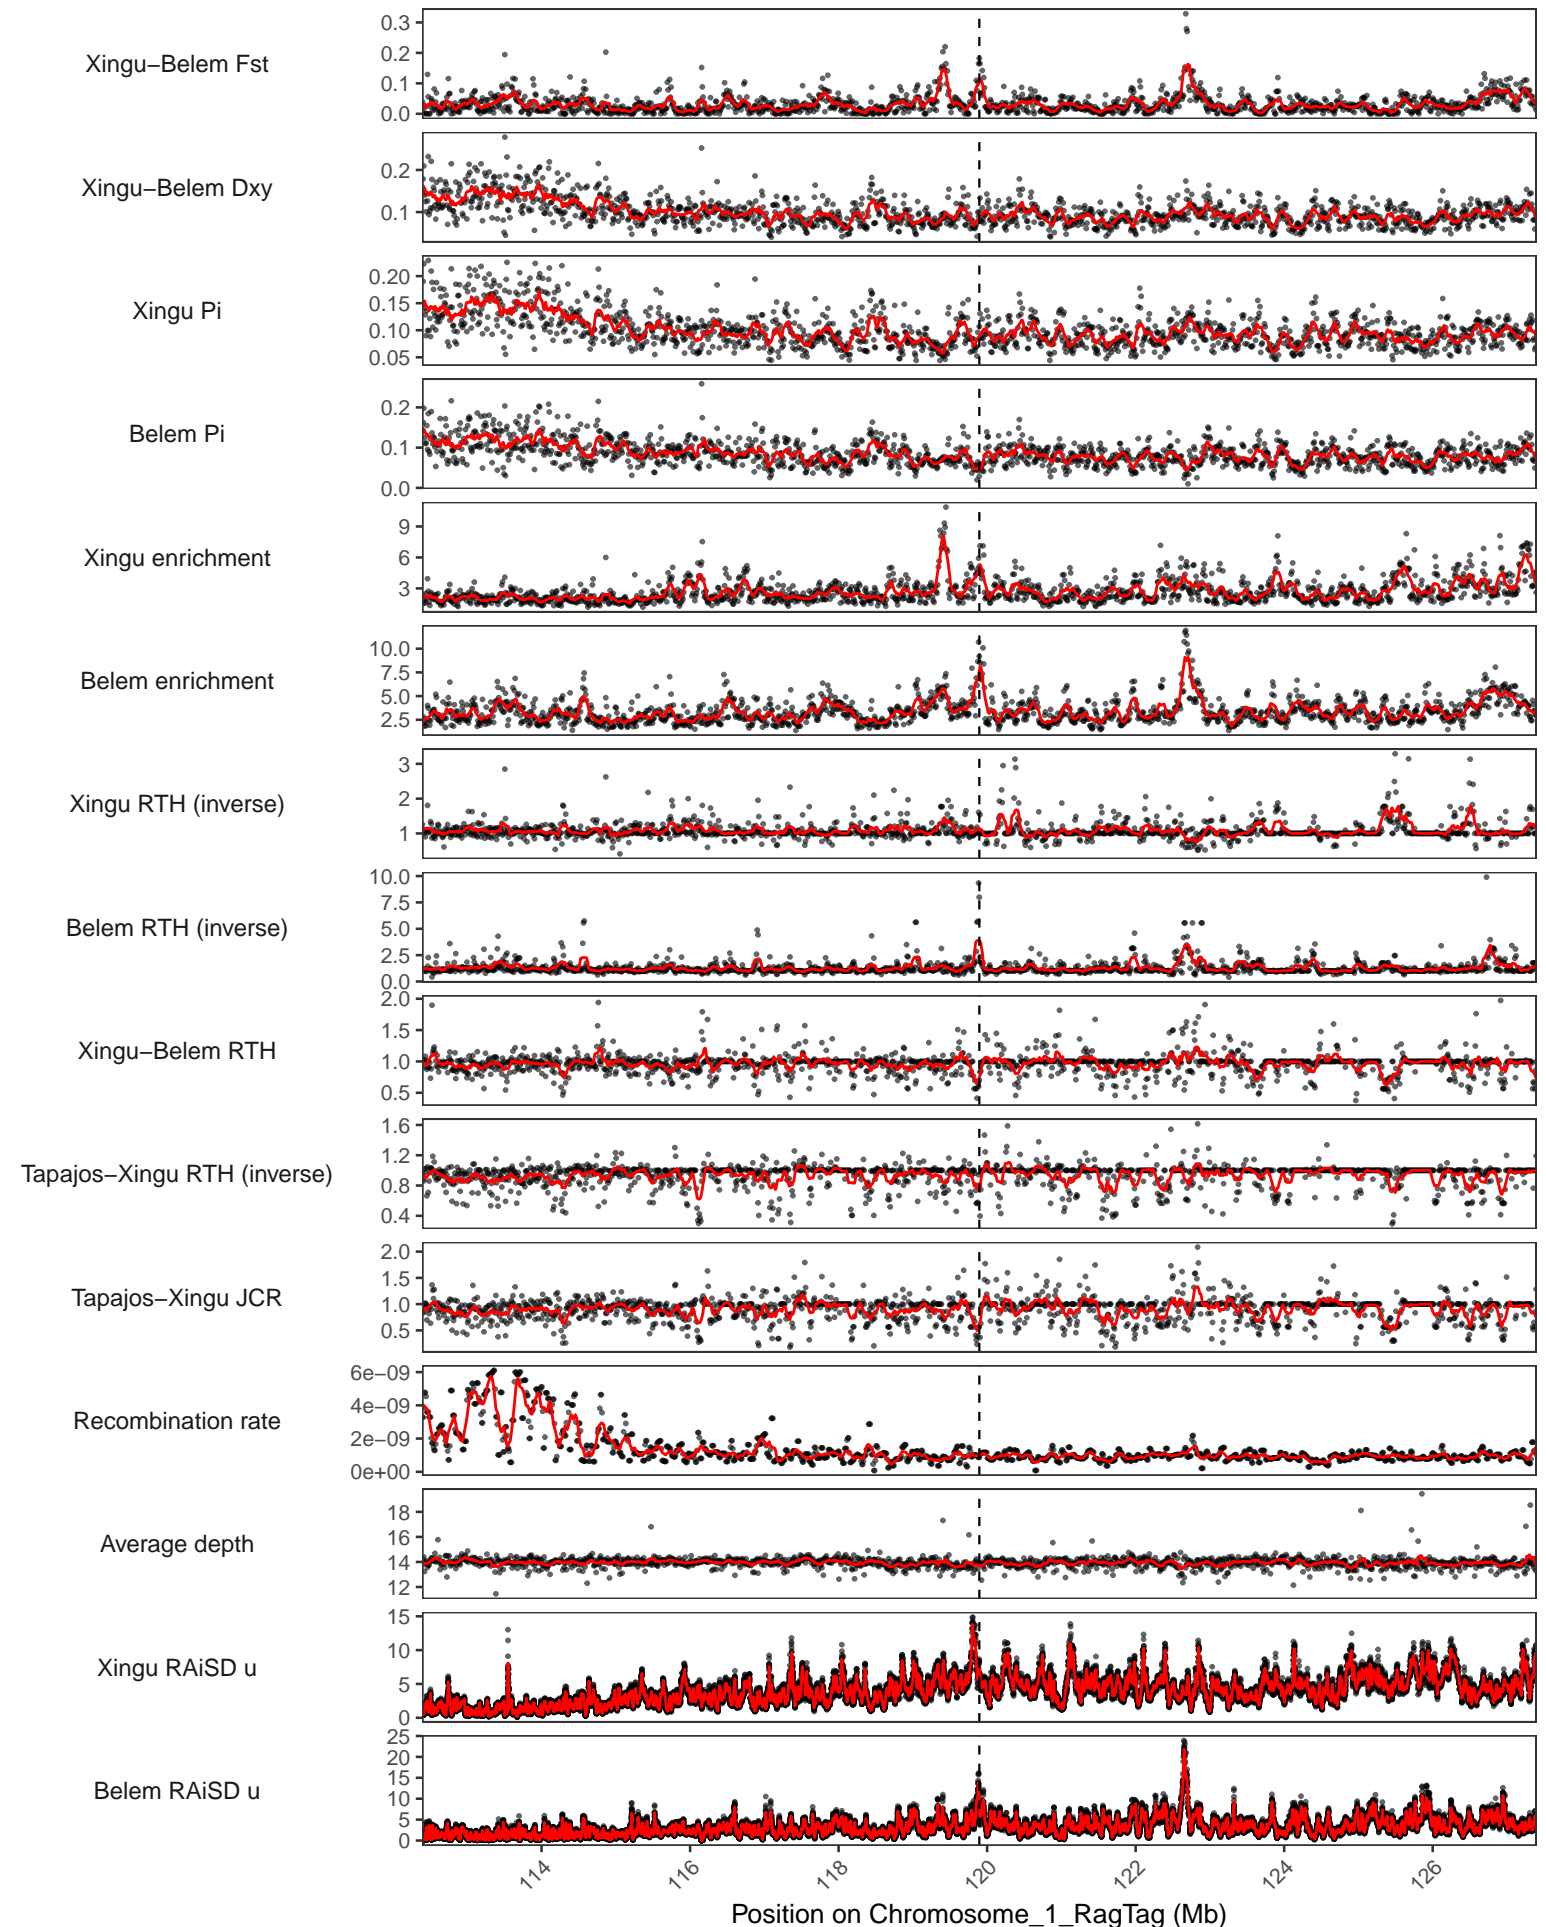 Xingu−Belem Fst
0.3
0.2
0.1
0.0
Xingu−Belem Dxy
0.2
0.1
Xingu Pi
0.20
0.15
0.10
0.05
Belem Pi
0.2
0.1
0.0
Xingu enrichment
9
6
3
Belem enrichment
10.0
7.5
5.0
2.5
Xingu RTH (inverse)
3
2
1
Belem RTH (inverse)
10.0
7.5
5.0
2.5
0.0
Xingu−Belem RTH
2.0
1.5
1.0
0.5
Tapajos−Xingu RTH (inverse)
1.6
1.2
0.8
0.4
Tapajos−Xingu JCR
2.0
1.5
1.0
0.5
Recombination rate
6e−09
4e−09
2e−09
0e+00
Average depth
18
16
14
12
Xingu RAiSD u
15
10
5
0
Belem RAiSD u
25
20
15
10
5
0
114 116 118 120 122 124 126
Position on Chromosome_1_RagTag (Mb)